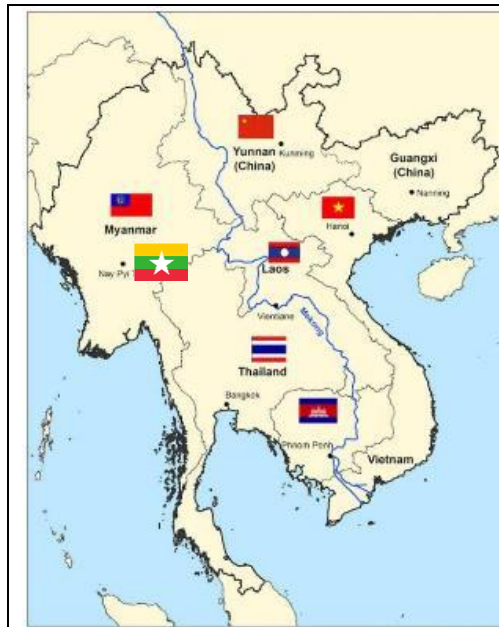 Yunnan
(China)
Kunming
Guangxi
(China)
Nanning
Myanmar
Hanoi
Nay Pyi
Laos
Vientiane
Mekong
Thailand
Bangkok
Phnom Penh
Vietnam